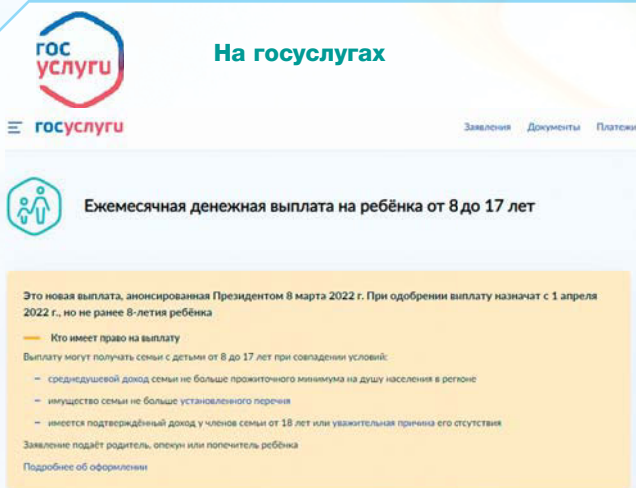 гос
услуги
На госуслугах
госуслуги
Заявления Документы Платежи
Ежемесячная денежная выплата на ребёнка от 8 до 17 лет
Это новая выплата, анонсированная Президентом 8 марта 2022 г. При одобрении выплату назначат с 1 апреля
2022 г., но не ранее 8-летия ребёнка
Кто имеет право на выплату
Выплату могут получать семьи с детьми от 8 до 17 лет при совпадении условий:
– среднедушевой доход семьи не больше прожиточного минимума на душу населения в регионе
– имущество семьи не больше установленного перечня
– имеется подтверждённый доход у членов семьи от 18 лет или уважительная причина его отсутствия
Заявление подаёт родитель, опекун или попечитель ребёнка
Подробнее об оформлении